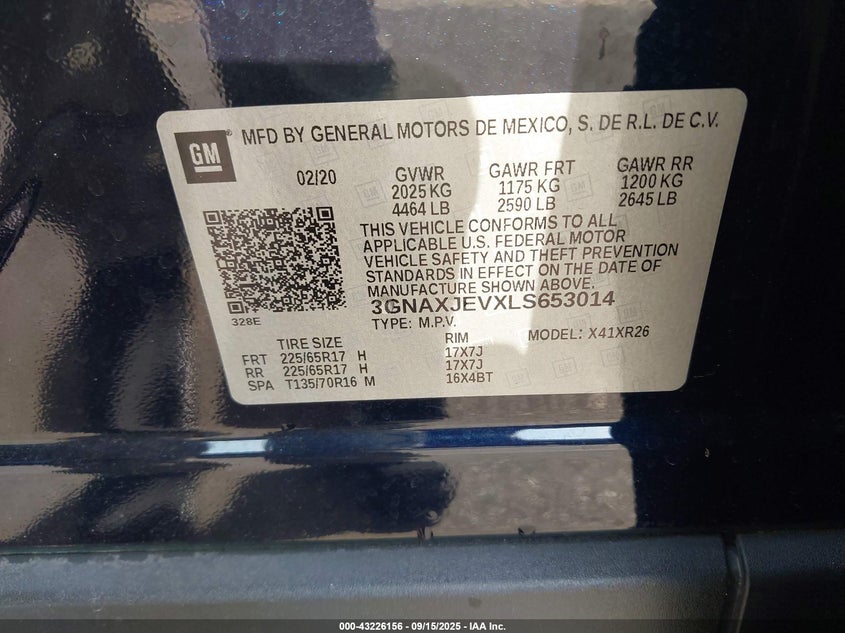 GM MFD BY GENERAL MOTORS DE MEXICO, S. DE R.L. DE C.V.
02/20 GVWR GAWR FRT GAWR RR
2025 KG 1175 KG 1200 KG
4464 LB 2590 LB 2645 LB
THIS VEHICLE CONFORMS TO ALL
APPLICABLE U.S. FEDERAL MOTOR
VEHICLE SAFETY AND THEFT PREVENTION
STANDARDS IN EFFECT ON THE DATE OF
MANUFACTURE SHOWN ABOVE.
3GNAXJEVXLS653014
328E TYPE: M.P.V. MODEL: X41XR26
TIRE SIZE RIM
FRT 225/65R17 H 17X7J
RR 225/65R17 H 17X7J
SPA T135/70R16 M 16X4BT
000-43226156 - 09/15/2025 - IAA Inc.